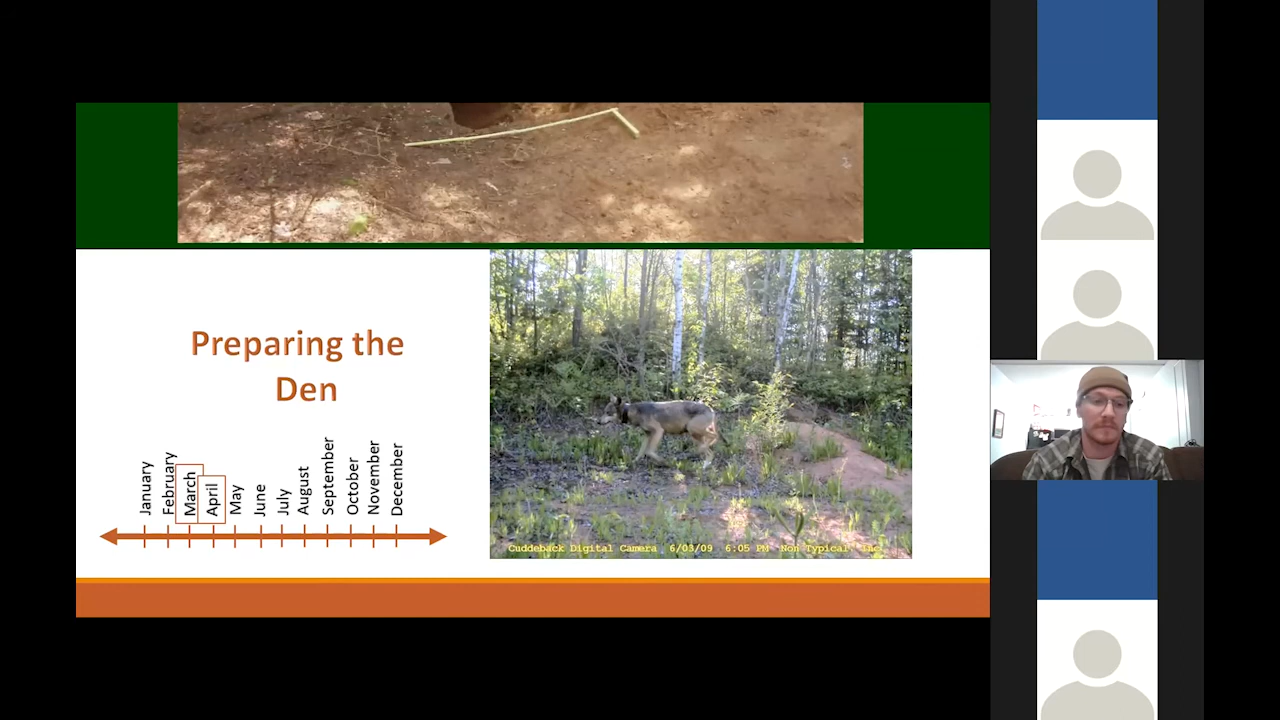 Preparing the
Den
January
February
March
April
May
June
July
August
September
October
November
December
Cuddeback Digital Camera 6/03/09 6:05 PM Non Typical, Inc.